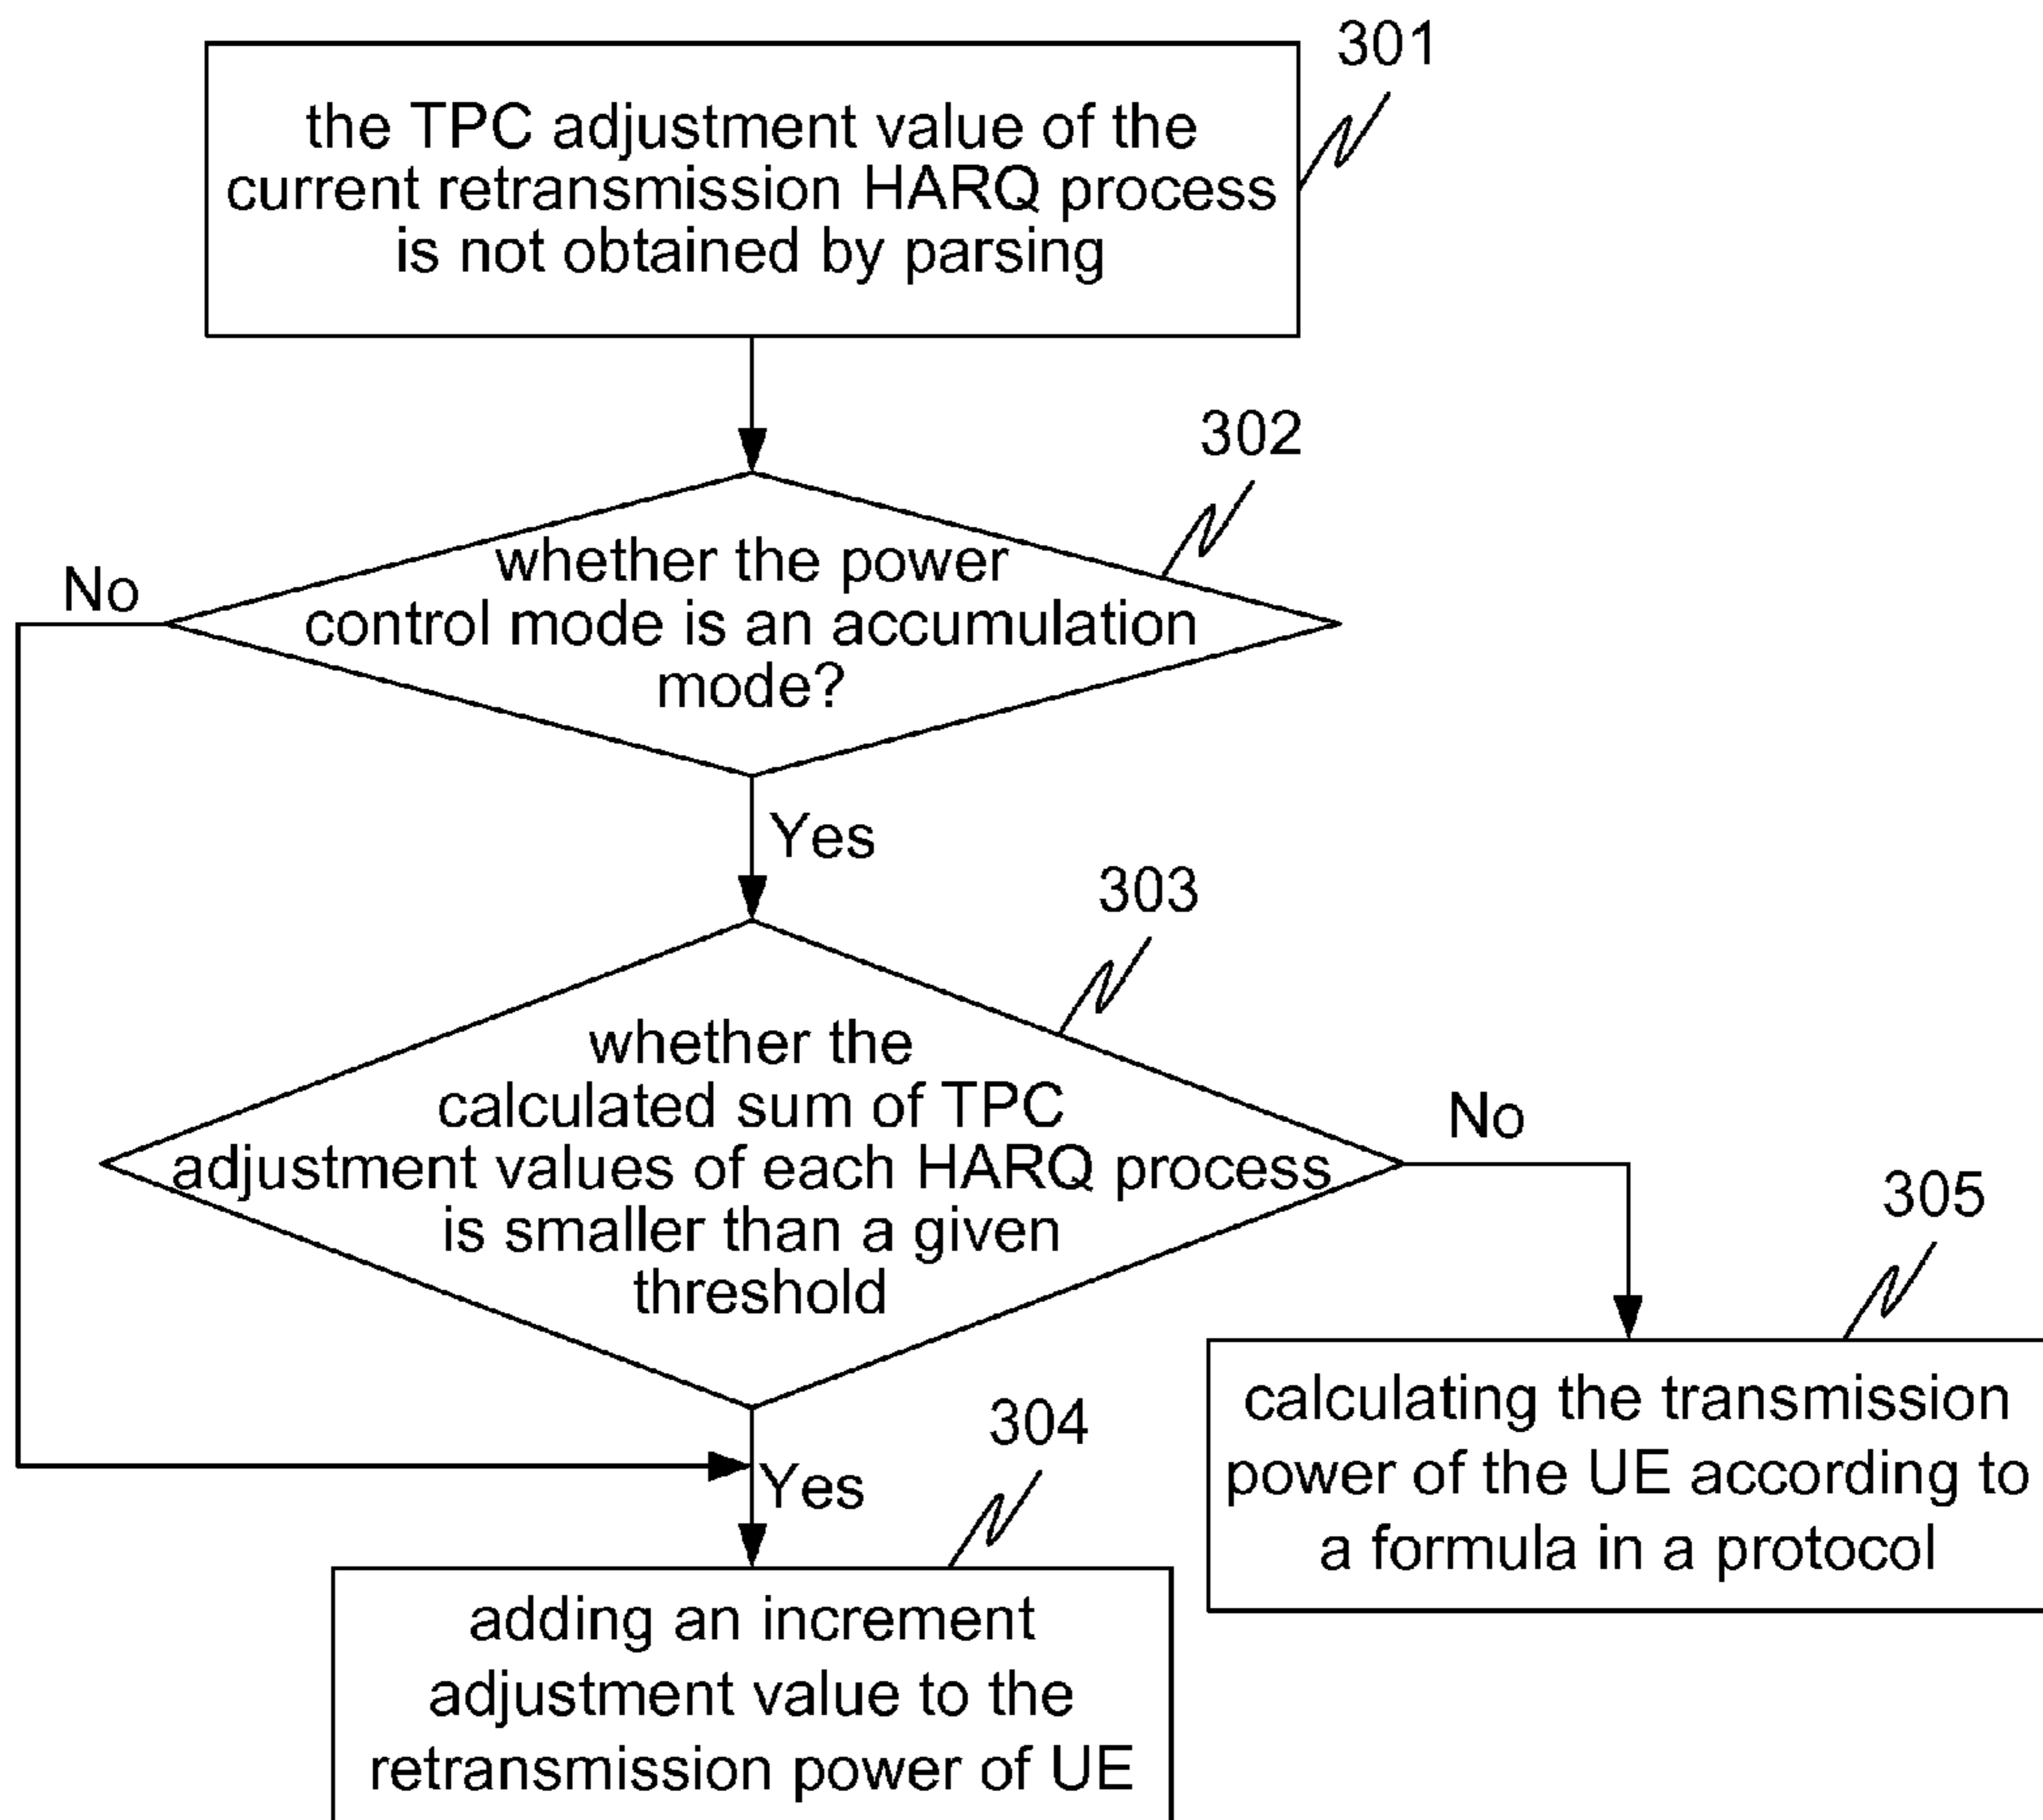 301
the TPC adjustment value of the
current retransmission HARQ process
is not obtained by parsing
302
whether the power
control mode is an accumulation
mode?
No
Yes
303
whether the
calculated sum of TPC
adjustment values of each HARQ process
is smaller than a given
threshold
No
305
calculating the transmission
power of the UE according to
a formula in a protocol
Yes
304
adding an increment
adjustment value to the
retransmission power of UE